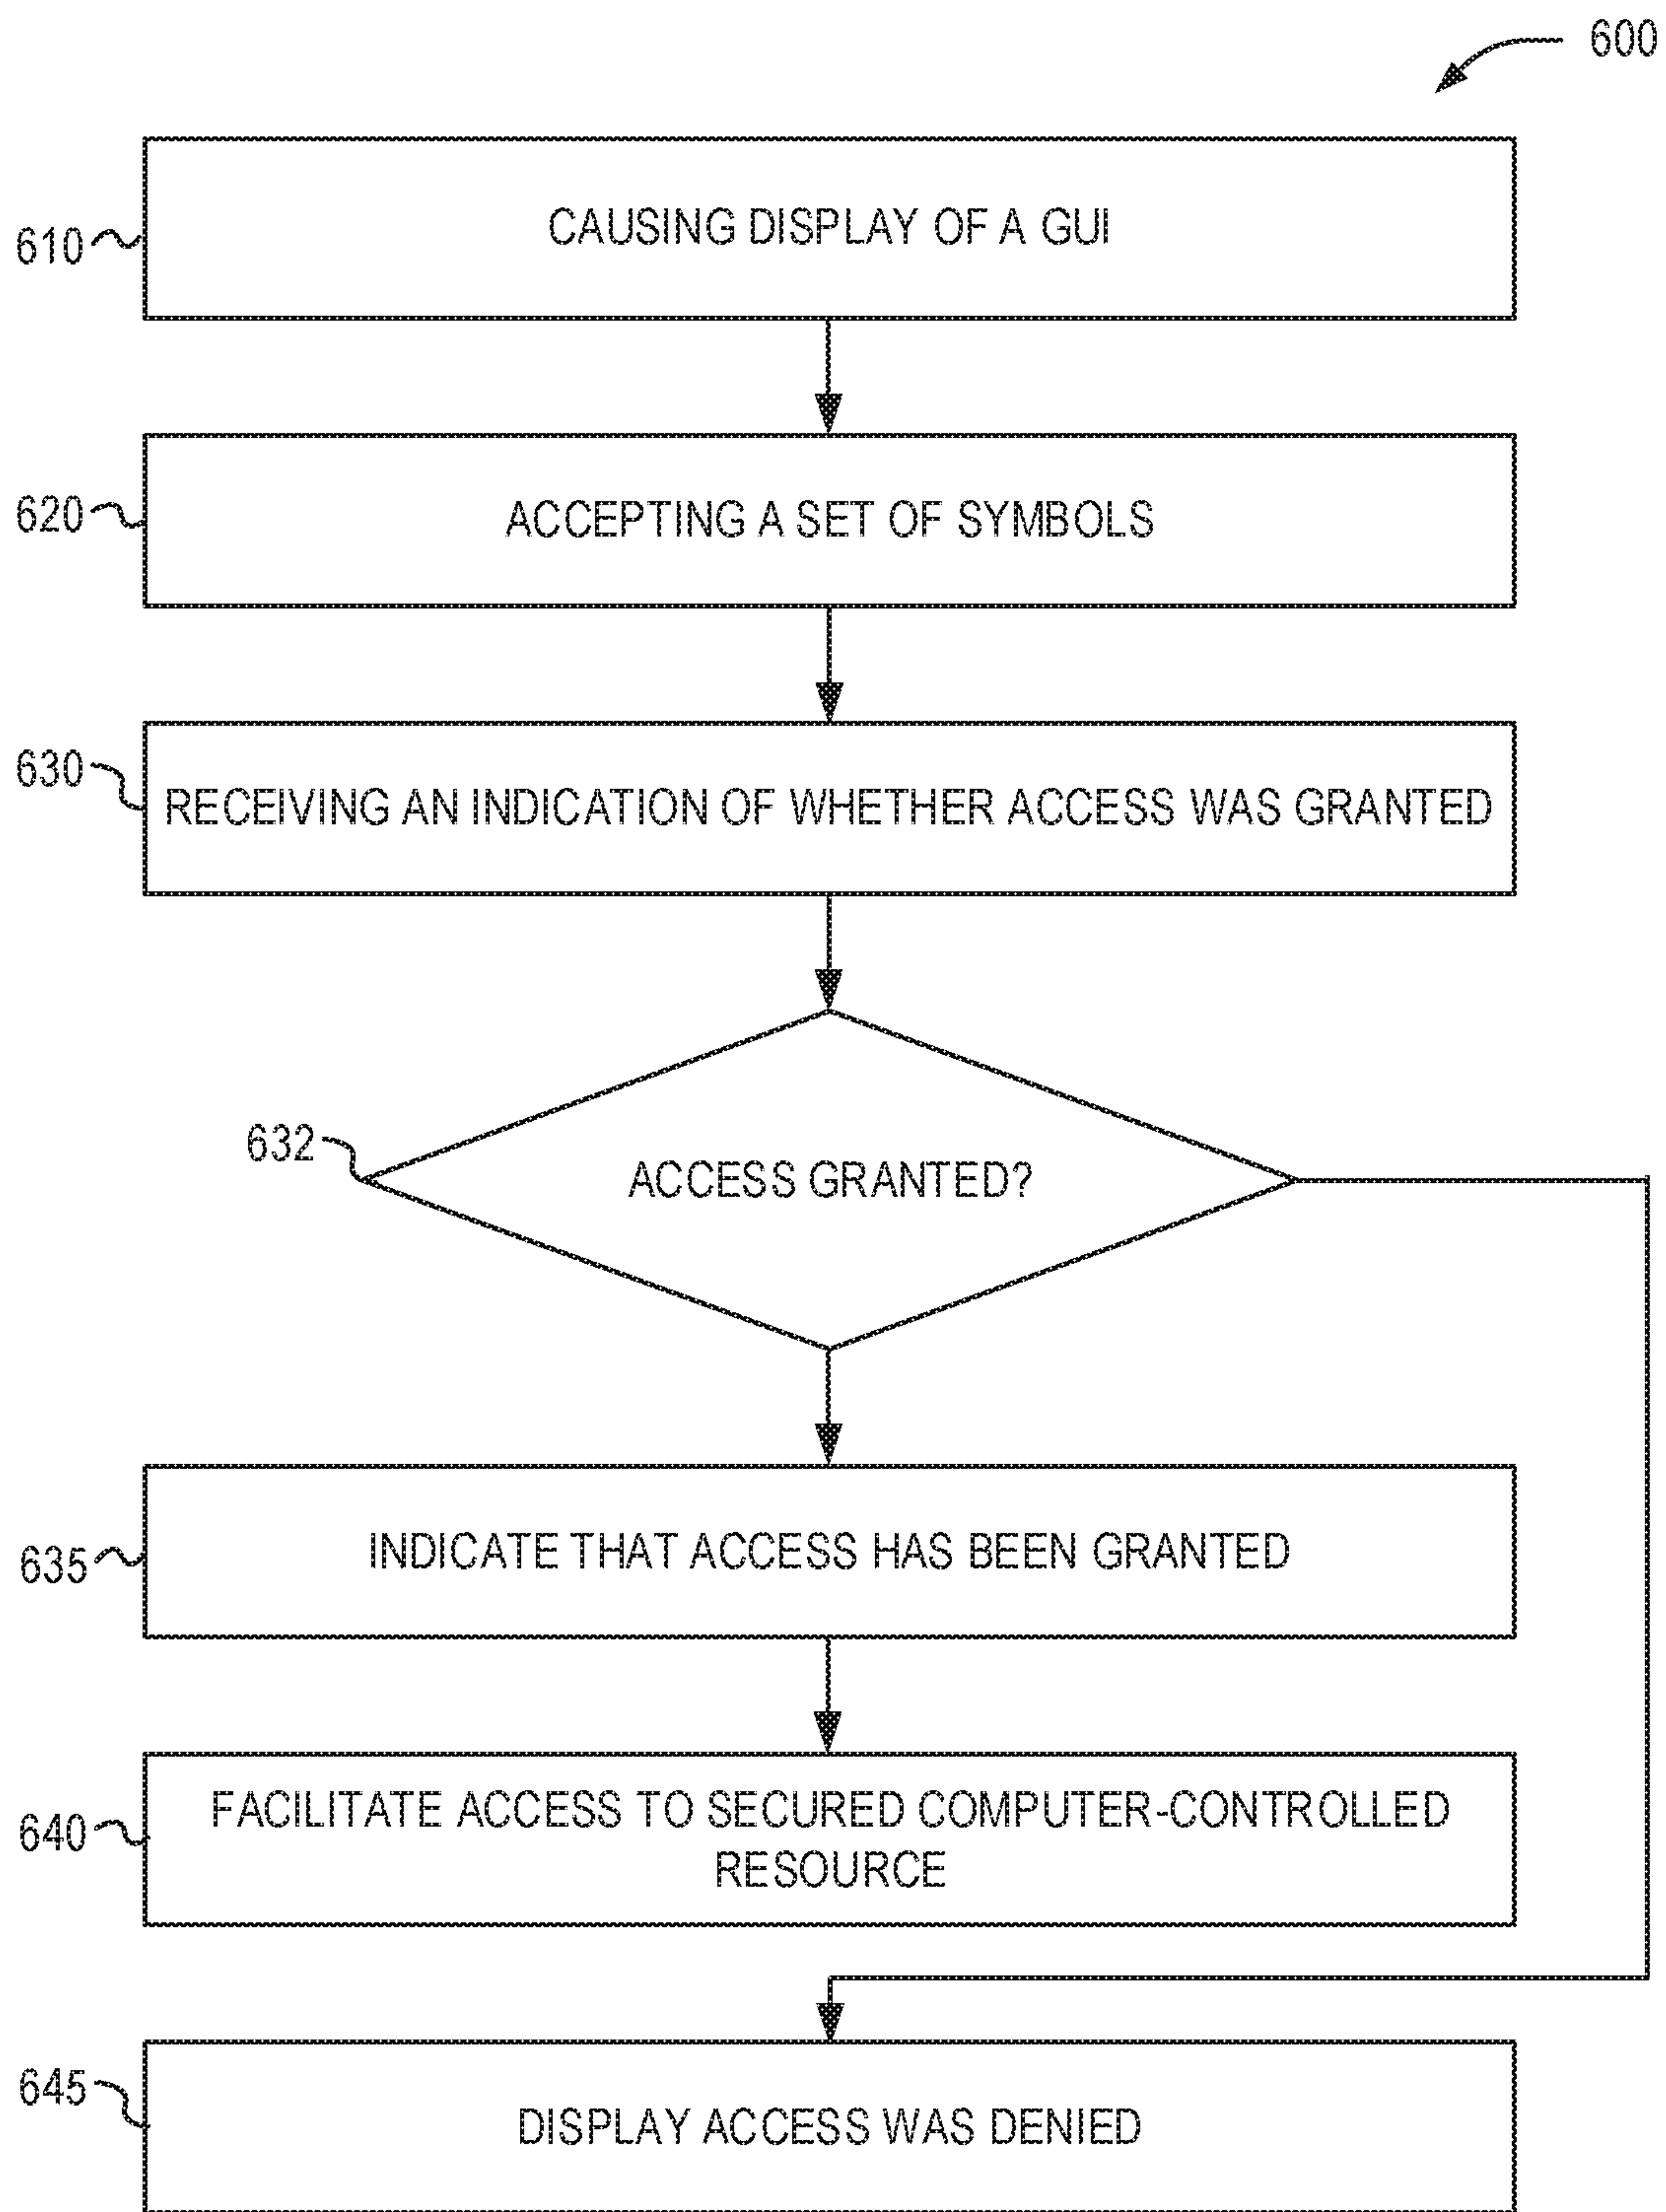 600
610
CAUSING DISPLAY OF A GUI
620
ACCEPTING A SET OF SYMBOLS
630
RECEIVING AN INDICATION OF WHETHER ACCESS WAS GRANTED
632
ACCESS GRANTED?
635
INDICATE THAT ACCESS HAS BEEN GRANTED
640
FACILITATE ACCESS TO SECURED COMPUTER-CONTROLLED
RESOURCE
645
DISPLAY ACCESS WAS DENIED